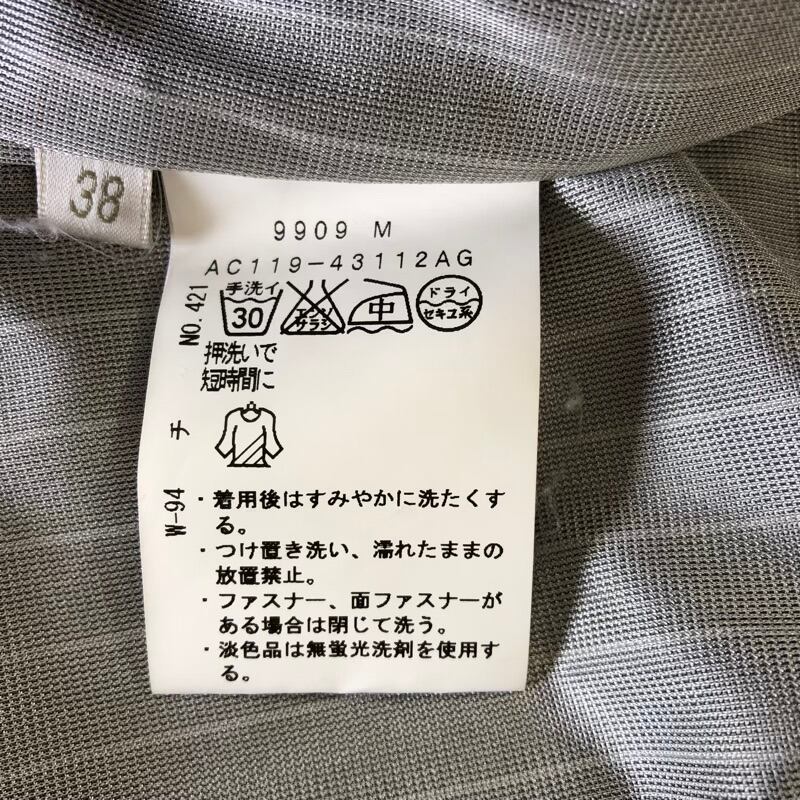 38
9909 M
AC119-43112AG
NO.421
手洗イ
30
エンソ
サラシ
中
ドライ
セキユ系
押洗いで
短時間に
チ
W-94
・着用後はすみやかに洗たくす
る。
・つけ置き洗い、濡れたままの
放置禁止。
・ファスナー、面ファスナーが
ある場合は閉じて洗う。
・淡色品は無蛍光洗剤を使用す
る。